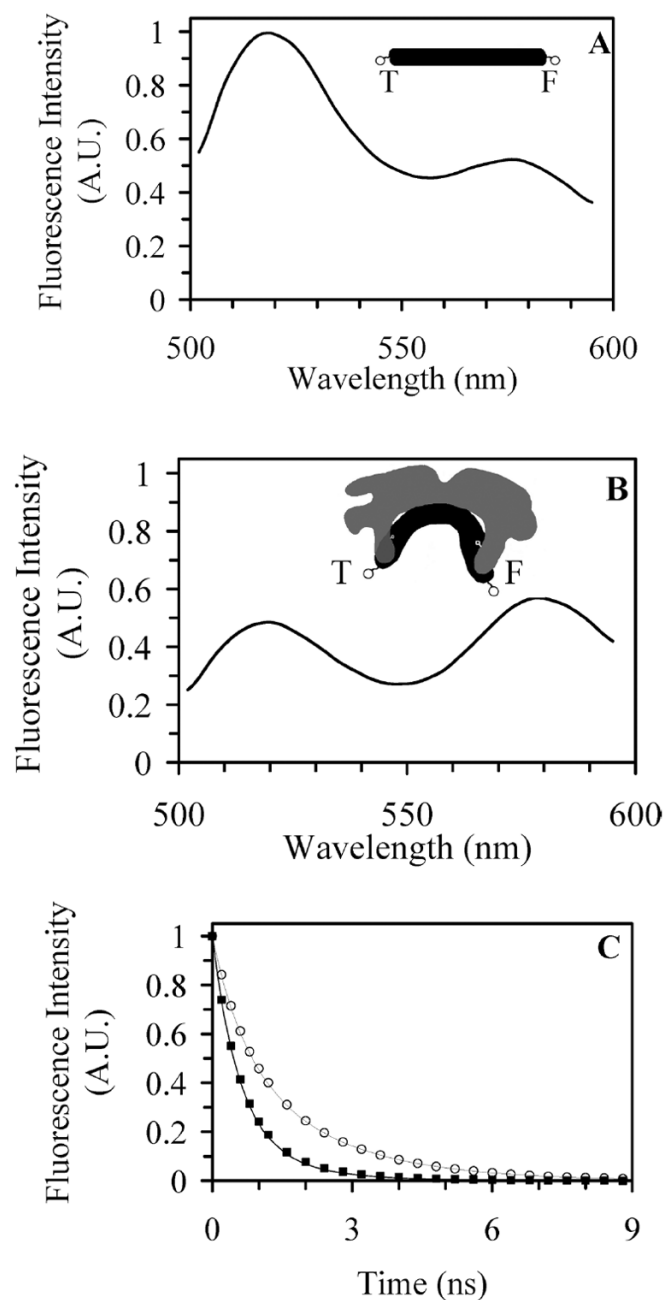 Fluorescence Intensity
(A.U.)
1
0.8
0.6
0.4
0.2
0
A
T
F
500
550
600
Wavelength (nm)
Fluorescence Intensity
(A.U.)
1
0.8
0.6
0.4
0.2
0
B
T
F
500
550
600
Wavelength (nm)
Fluorescence Intensity
(A.U.)
1
0.8
0.6
0.4
0.2
0
C
0
3
6
9
Time (ns)